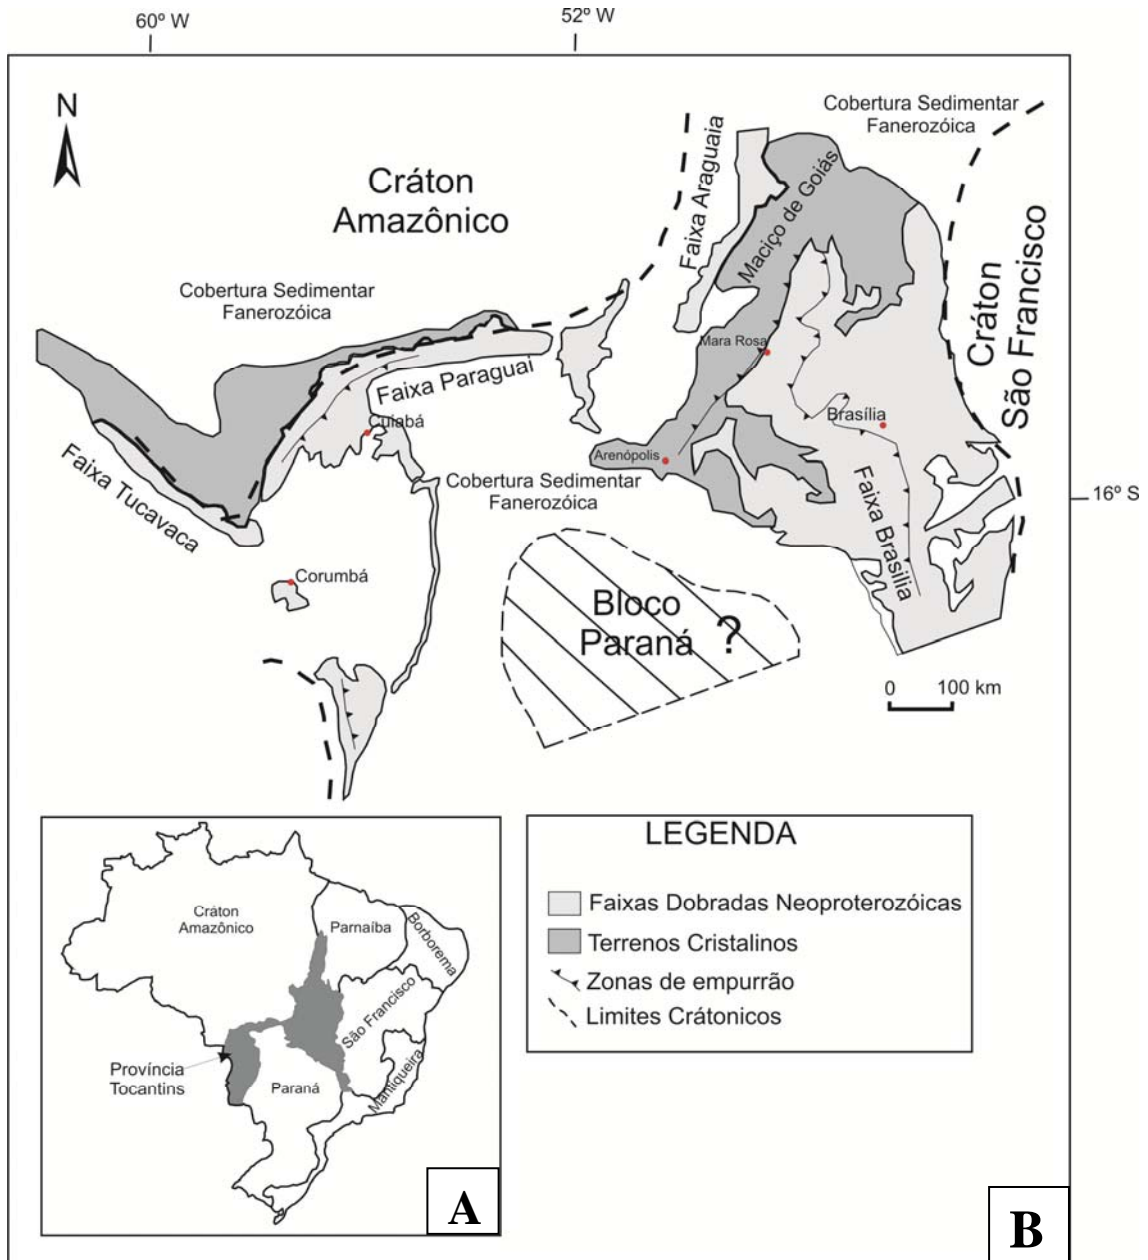 60º W
52º W
N
Cobertura Sedimentar
Fanerozóica
Cráton
Amazônico
Faixa Araguaia
Maciço de Goiás
Cráton
São Francisco
Cobertura Sedimentar
Fanerozóica
Mara Rosa
Faixa Paraguai
Cuiabá
Brasília
Arenópolis
Faixa Tucavaca
Cobertura Sedimentar
Fanerozóica
16º S
Faixa Brasilia
Corumbá
Bloco
Paraná ?
0 100 km
Cráton
Amazônico
Parnaíba
Borborema
São Francisco
Província
Tocantins
Paraná
Mantiqueira
A
LEGENDA
Faixas Dobradas Neoproterozóicas
Terrenos Cristalinos
Zonas de empurrão
Limites Crátonicos
B